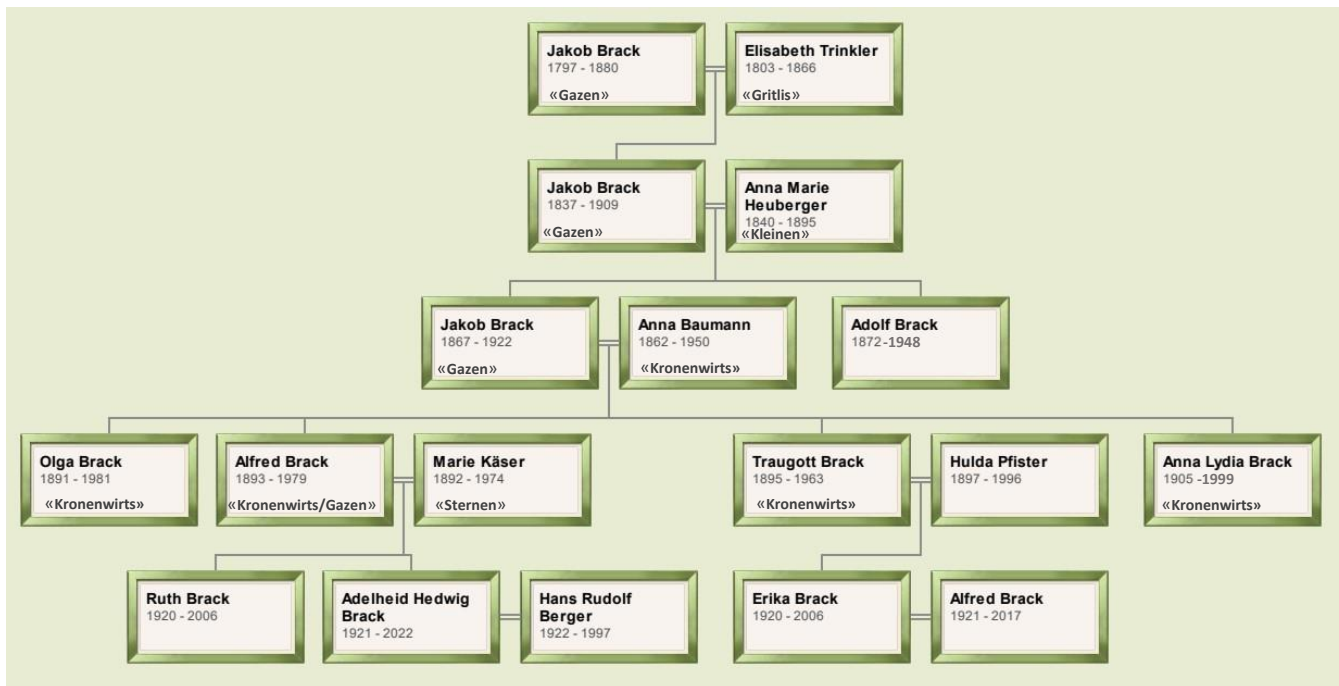 Jakob Brack
1797 - 1880
«Gazen»
Elisabeth Trinkler
1803 - 1866
«Gritlis»
Jakob Brack
1837 - 1909
«Gazen»
Anna Marie
Heuberger
1840 - 1895
«Kleinen»
Jakob Brack
1867 - 1922
«Gazen»
Anna Baumann
1862 - 1950
«Kronenwirts»
Adolf Brack
1872 -1948
Olga Brack
1891 - 1981
«Kronenwirts»
Alfred Brack
1893 - 1979
«Kronenwirts/Gazen»
Marie Käser
1892 - 1974
«Sternen»
Traugott Brack
1895 - 1963
«Kronenwirts»
Hulda Pfister
1897 - 1996
Anna Lydia Brack
1905 -1999
«Kronenwirts»
Ruth Brack
1920 - 2006
Adelheid Hedwig
Brack
1921 - 2022
Hans Rudolf
Berger
1922 - 1997
Erika Brack
1920 - 2006
Alfred Brack
1921 - 2017